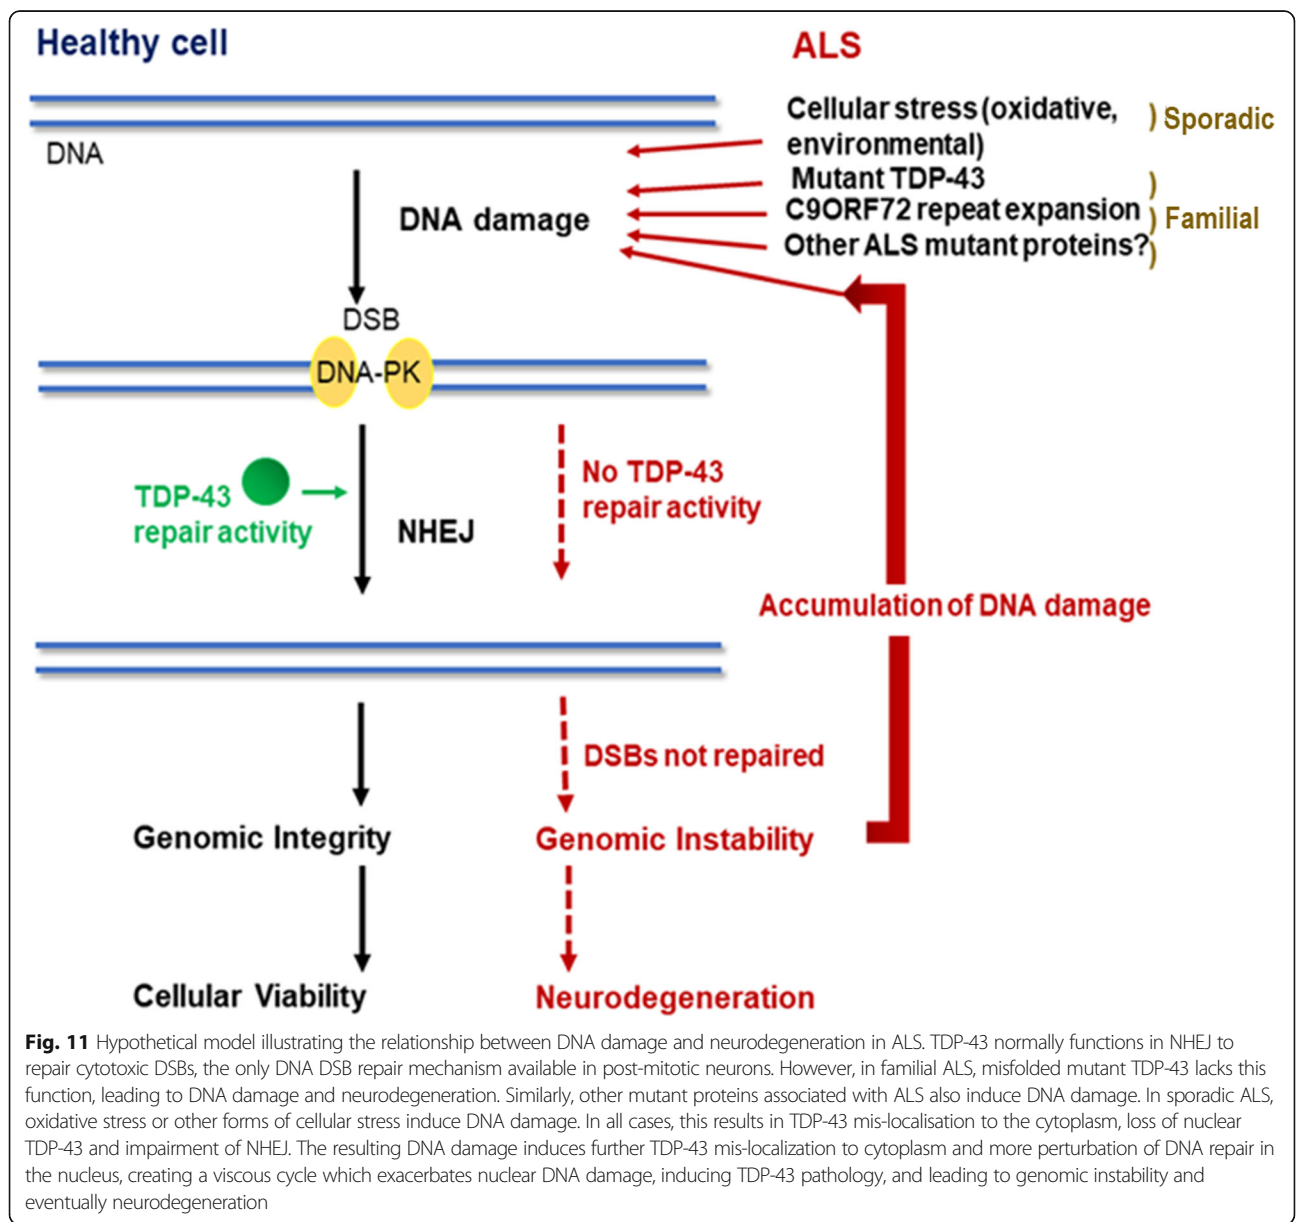 Healthy cell
ALS
DNA
Cellular stress (oxidative,
environmental)
) Sporadic
Mutant TDP-43
)
C9ORF72 repeat expansion
) Familial
Other ALS mutant proteins?
)
DNA damage
DSB
DNA-PK
TDP-43
repair activity
NHEJ
No TDP-43
repair activity
Accumulation of DNA damage
DSBs not repaired
Genomic Integrity
Genomic Instability
Cellular Viability
Neurodegeneration
Fig. 11 Hypothetical model illustrating the relationship between DNA damage and neurodegeneration in ALS. TDP-43 normally functions in NHEJ to
repair cytotoxic DSBs, the only DNA DSB repair mechanism available in post-mitotic neurons. However, in familial ALS, misfolded mutant TDP-43 lacks this
function, leading to DNA damage and neurodegeneration. Similarly, other mutant proteins associated with ALS also induce DNA damage. In sporadic ALS,
oxidative stress or other forms of cellular stress induce DNA damage. In all cases, this results in TDP-43 mis-localisation to the cytoplasm, loss of nuclear
TDP-43 and impairment of NHEJ. The resulting DNA damage induces further TDP-43 mis-localization to cytoplasm and more perturbation of DNA repair in
the nucleus, creating a viscous cycle which exacerbates nuclear DNA damage, inducing TDP-43 pathology, and leading to genomic instability and
eventually neurodegeneration